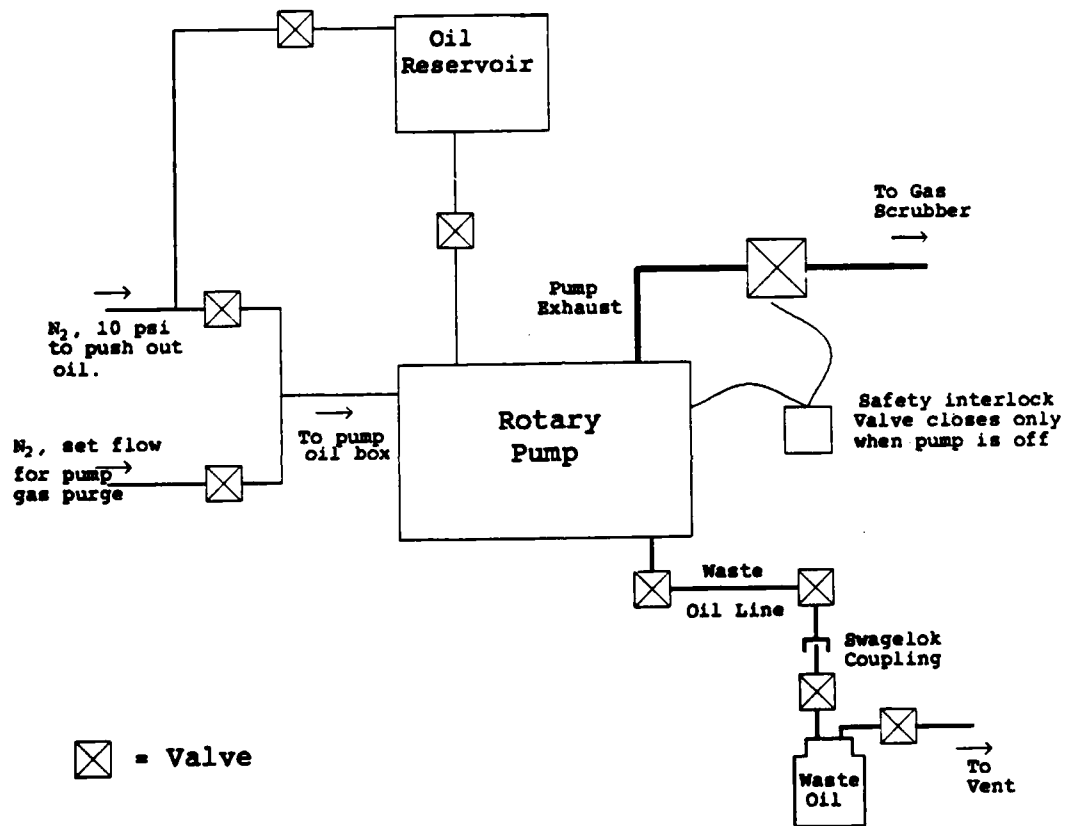 Oil
Reservoir
To Gas
Scrubber
Pump
Exhaust
N₂, 10 psi
to push out
oil.
Rotary
Pump
Safety interlock
Valve closes only
when pump is off
To pump
oil box
N₂, set flow
for pump
gas purge
Waste
Oil Line
Swagelok
Coupling
= Valve
Waste
Oil
To
Vent